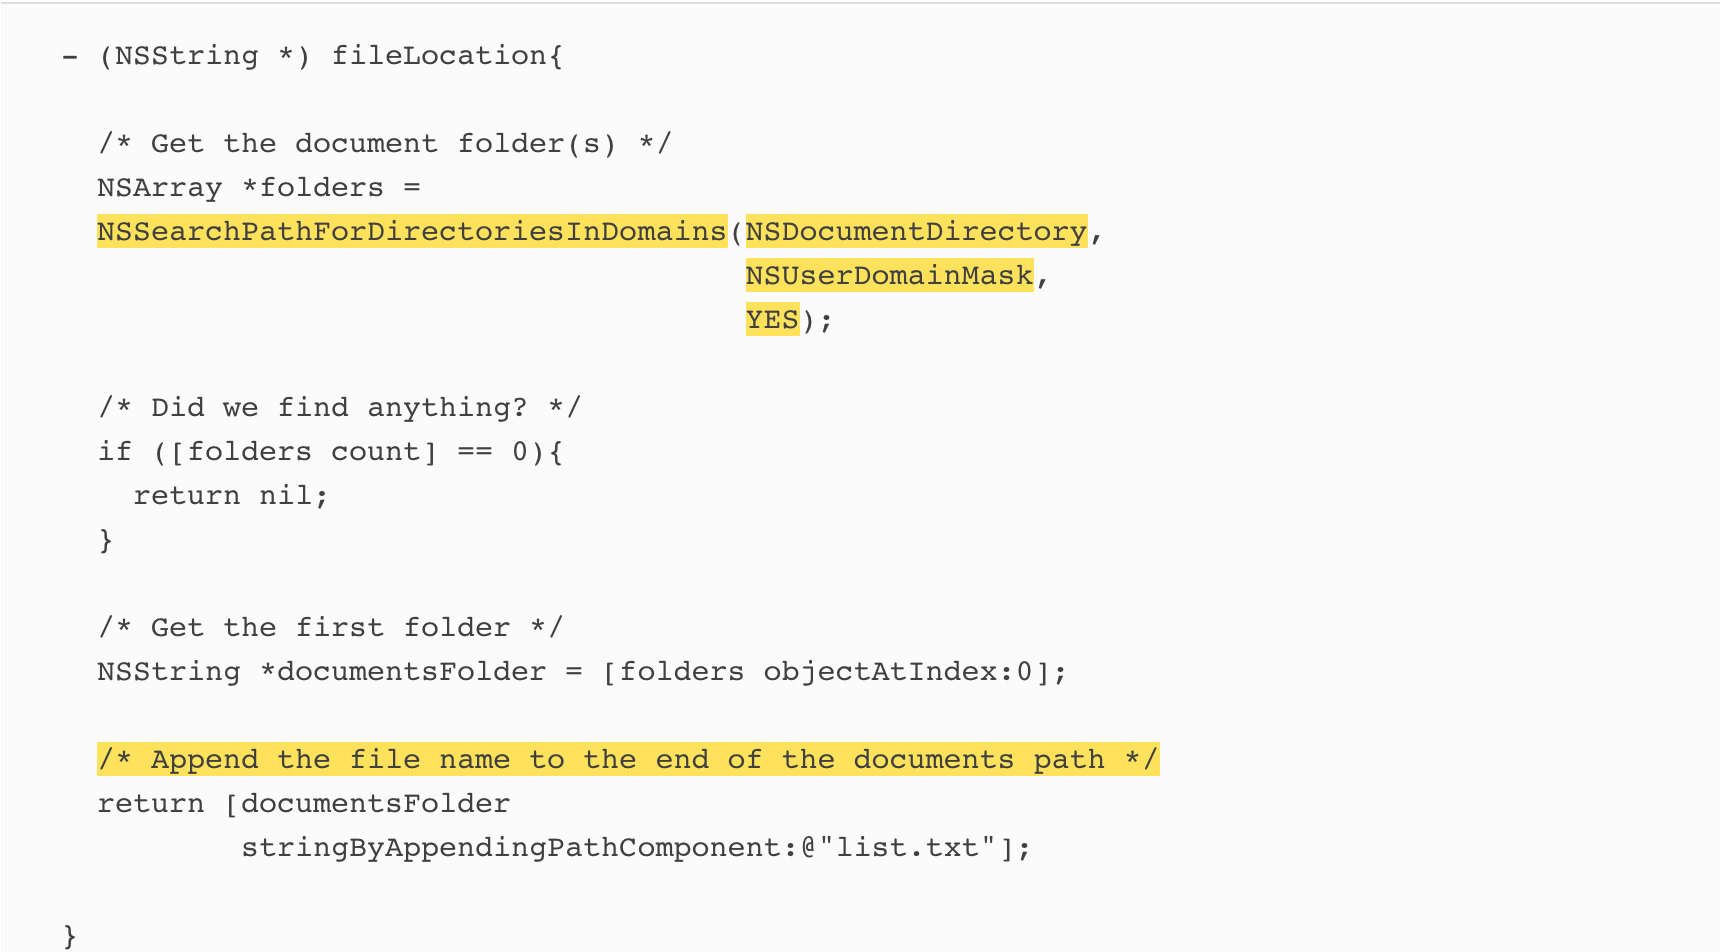 - (NSString *) fileLocation{
/* Get the document folder(s) */
NSArray *folders =
NSSearchPathForDirectoriesInDomains(NSDocumentDirectory,
NSUserDomainMask,
YES);
/* Did we find anything? */
if ([folders count] == 0){
return nil;
}
/* Get the first folder */
NSString *documentsFolder = [folders objectAtIndex:0];
/* Append the file name to the end of the documents path */
return [documentsFolder
stringByAppendingPathComponent:@"list.txt"];
}